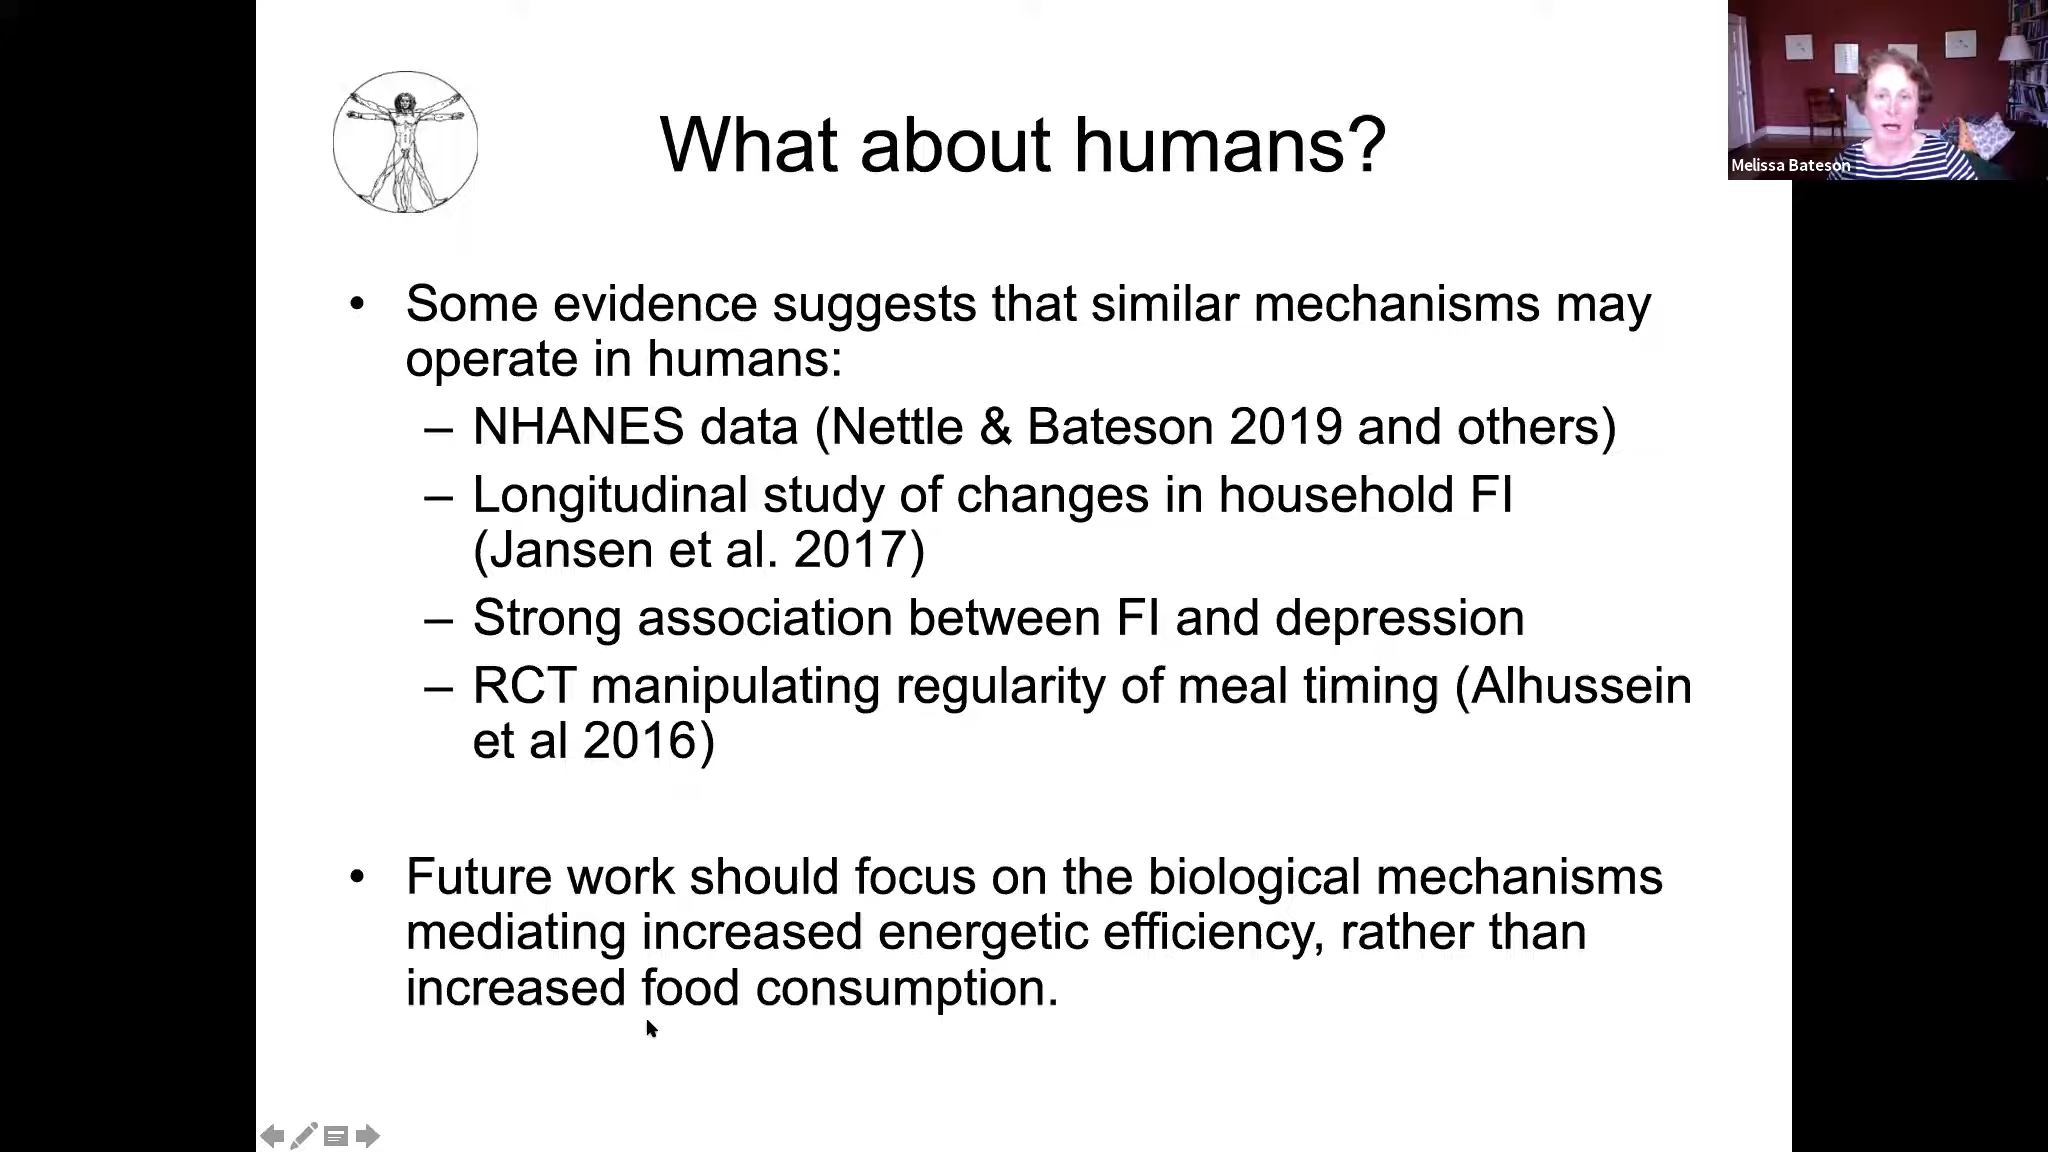 What about humans?
Melissa Bateson
• Some evidence suggests that similar mechanisms may
operate in humans:
– NHANES data (Nettle & Bateson 2019 and others)
– Longitudinal study of changes in household FI
(Jansen et al. 2017)
– Strong association between FI and depression
– RCT manipulating regularity of meal timing (Alhussein
et al 2016)
• Future work should focus on the biological mechanisms
mediating increased energetic efficiency, rather than
increased food consumption.